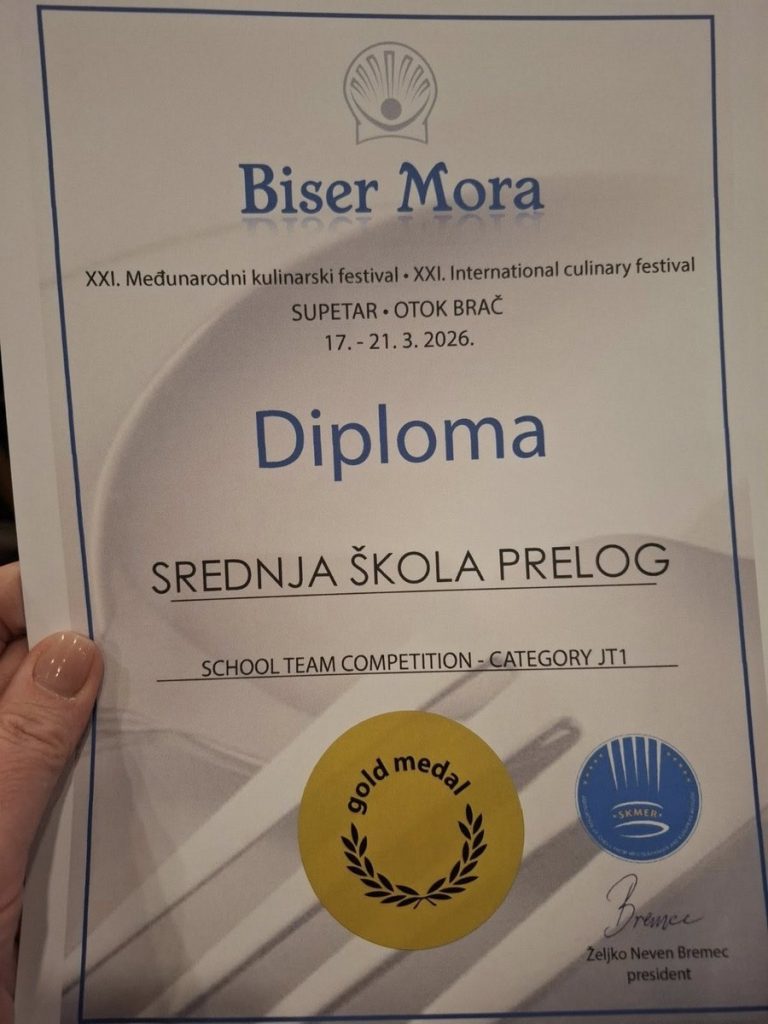 Biser Mora
XXI. Međunarodni kulinarski festival • XXI. International culinary festival
SUPETAR • OTOK BRAČ
17. - 21. 3. 2026.
Diploma
SREDNJA ŠKOLA PRELOG
SCHOOL TEAM COMPETITION - CATEGORY JT1
gold medal
• SKMER •
Bremec
Željko Neven Bremec
president